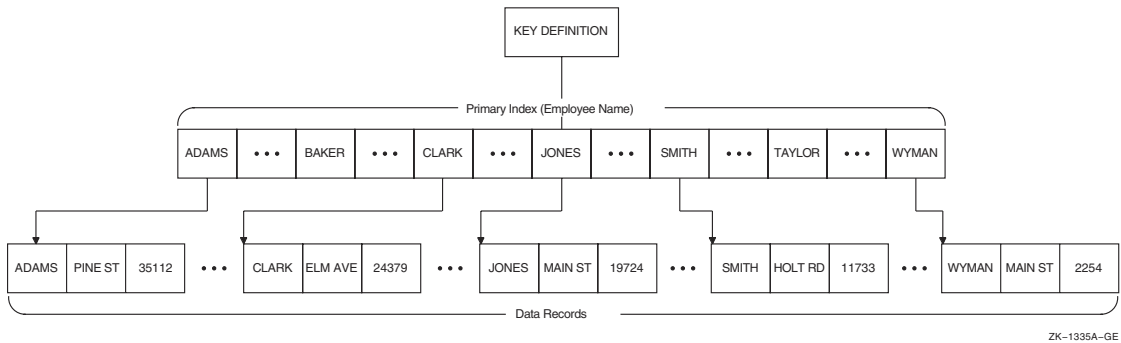 KEY DEFINITION
Primary Index (Employee Name)
ADAMS ••• BAKER ••• CLARK ••• JONES ••• SMITH ••• TAYLOR ••• WYMAN
ADAMS PINE ST 35112 ••• CLARK ELM AVE 24379 ••• JONES MAIN ST 19724 ••• SMITH HOLT RD 11733 ••• WYMAN MAIN ST 2254
Data Records
ZK−1335A−GE